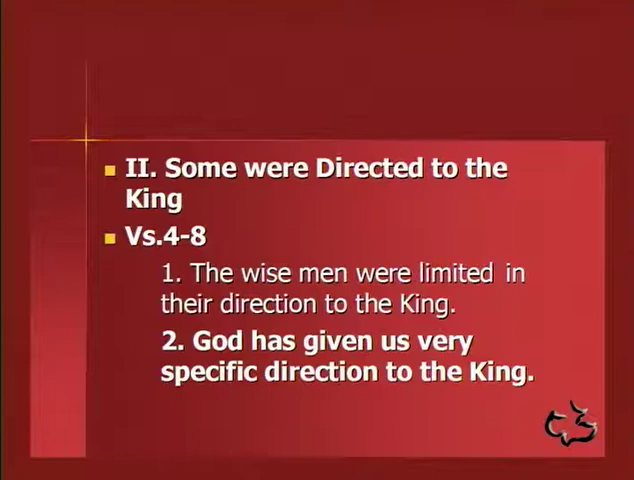 II. Some were Directed to the
King
Vs.4-8
1. The wise men were limited in
their direction to the King.
2. God has given us very
specific direction to the King.